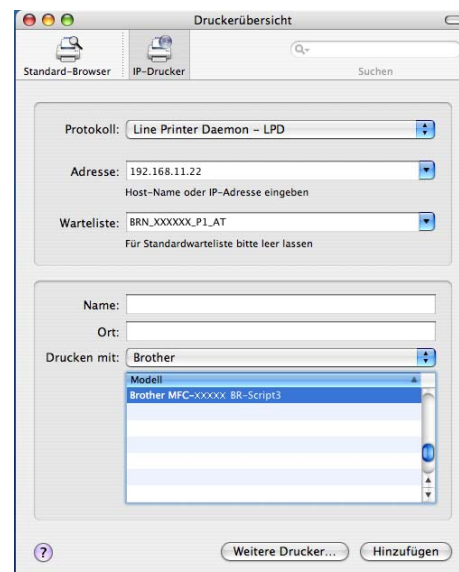 Druckerübersicht
Standard-Browser
IP-Drucker
Suchen
Protokoll: Line Printer Daemon – LPD
Adresse: 192.168.11.22
Host-Name oder IP-Adresse eingeben
Warteliste: BRN_XXXXXX_P1_AT
Für Standardwarteliste bitte leer lassen
Name:
Ort:
Drucken mit: Brother
Modell
Brother MFC-XXXXX BR-Script3
? Weitere Drucker... Hinzufügen